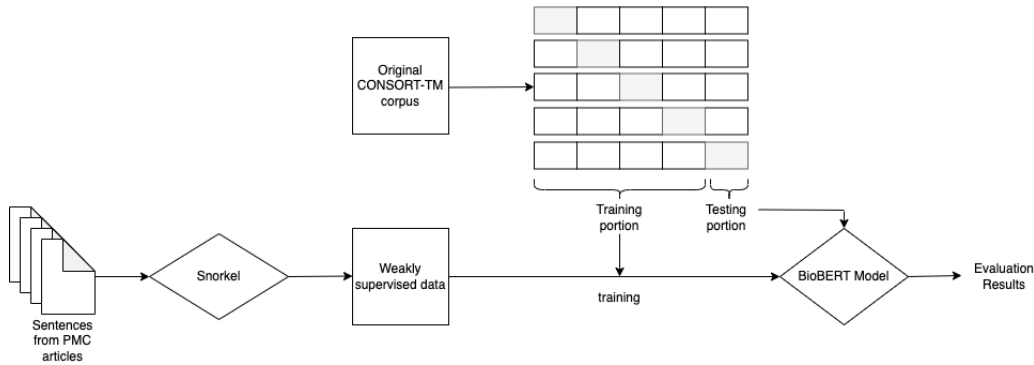 Original
CONSORT-TM
corpus
Training
portion
Testing
portion
Snorkel
Weakly
supervised data
BioBERT Model
Evaluation
Results
training
Sentences
from PMC
articles